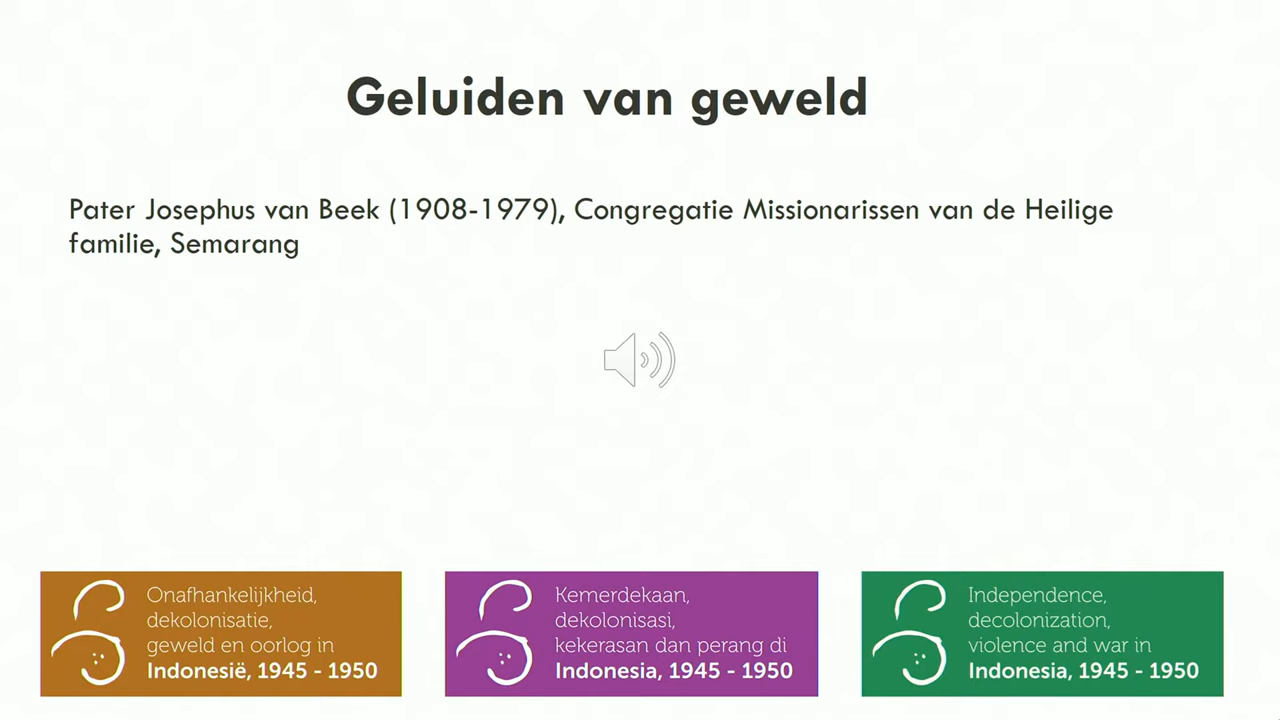 Geluiden van geweld
Pater Josephus van Beek (1908-1979), Congregatie Missionarissen van de Heilige
familie, Semarang
Onafhankelijkheid,
dekolonisatie,
geweld en oorlog in
Indonesië, 1945 - 1950
Kemerdekaan,
dekolonisasi,
kekerasan dan perang di
Indonesia, 1945 - 1950
Independence,
decolonization,
violence and war in
Indonesia, 1945 - 1950